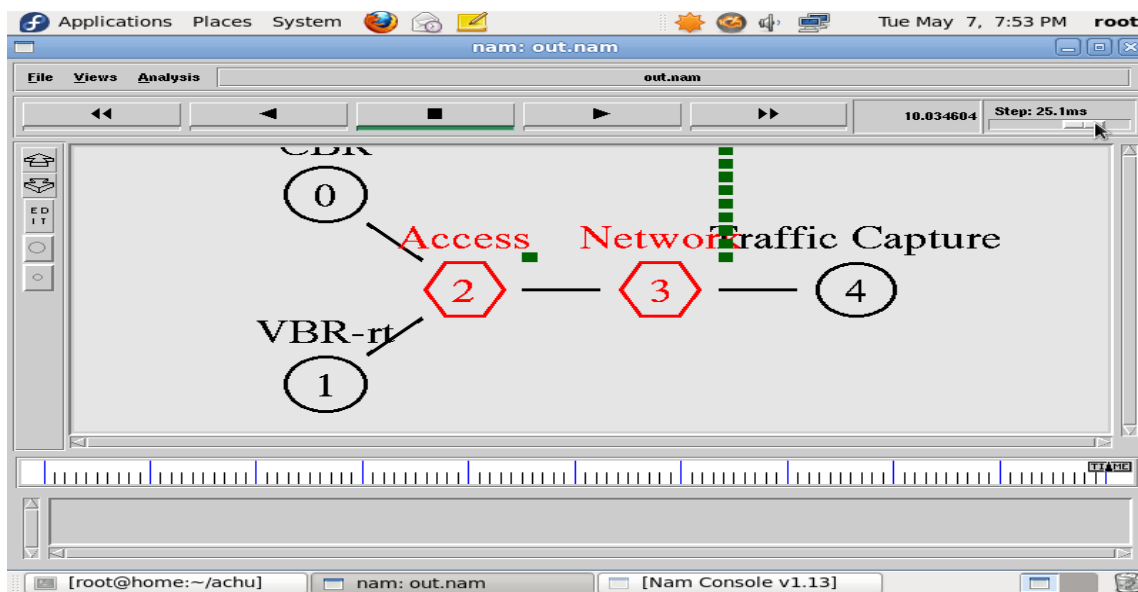 Applications Places System Tue May 7, 7:53 PM root
nam: out.nam
File Views Analysis out.nam
10.034604 Step: 25.1ms
CBR
0
E D
I T
Access Network Traffic Capture
2 3 4
VBR-rt
1
TIME
[root@home:~/achu] nam: out.nam [Nam Console v1.13]